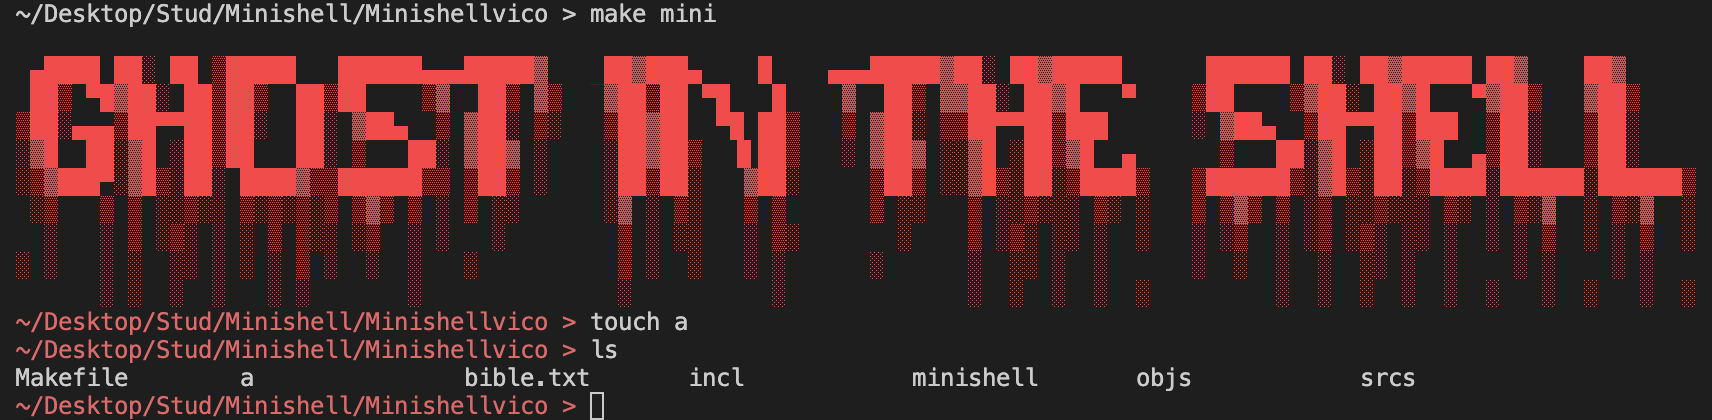 ~/Desktop/Stud/Minishell/Minishellvico > make mini
GHOST IN THE SHELL
~/Desktop/Stud/Minishell/Minishellvico > touch a
~/Desktop/Stud/Minishell/Minishellvico > ls
Makefile a bible.txt incl minishell objs srcs
~/Desktop/Stud/Minishell/Minishellvico >